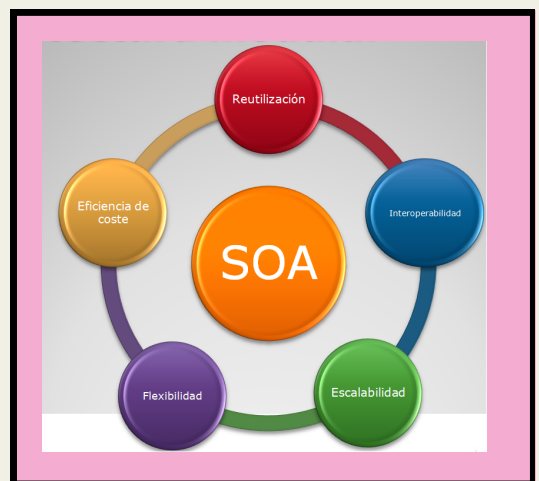 Reutilización
Interoperabilidad
Escalabilidad
Flexibilidad
Eficiencia de
coste
SOA